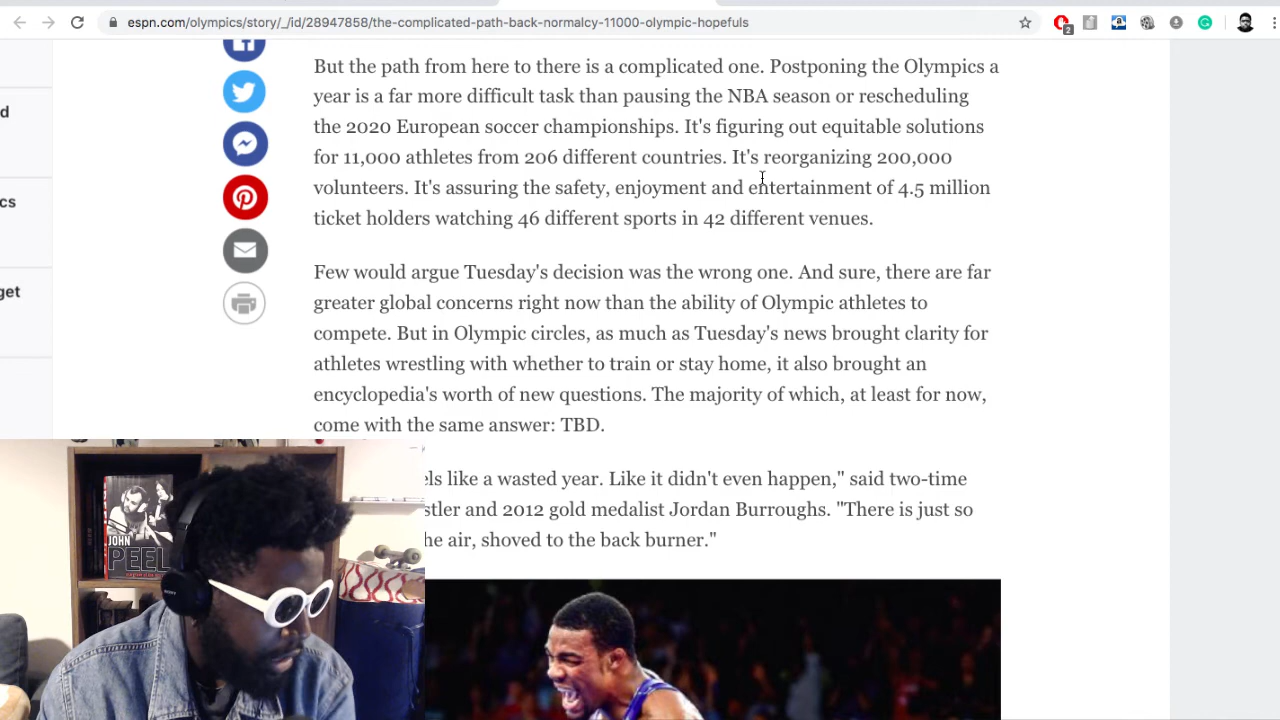 espn.com/olympics/story/_/id/28947858/the-complicated-path-back-normalcy-11000-olympic-hopefuls
2
But the path from here to there is a complicated one. Postponing the Olympics a
year is a far more difficult task than pausing the NBA season or rescheduling
the 2020 European soccer championships. It's figuring out equitable solutions
for 11,000 athletes from 206 different countries. It's reorganizing 200,000
volunteers. It's assuring the safety, enjoyment and entertainment of 4.5 million
ticket holders watching 46 different sports in 42 different venues.
Few would argue Tuesday's decision was the wrong one. And sure, there are far
greater global concerns right now than the ability of Olympic athletes to
compete. But in Olympic circles, as much as Tuesday's news brought clarity for
athletes wrestling with whether to train or stay home, it also brought an
encyclopedia's worth of new questions. The majority of which, at least for now,
come with the same answer: TBD.
els like a wasted year. Like it didn't even happen," said two-time
stler and 2012 gold medalist Jordan Burroughs. "There is just so
he air, shoved to the back burner."
d
cs
get
JOHN
PEEL
SONY